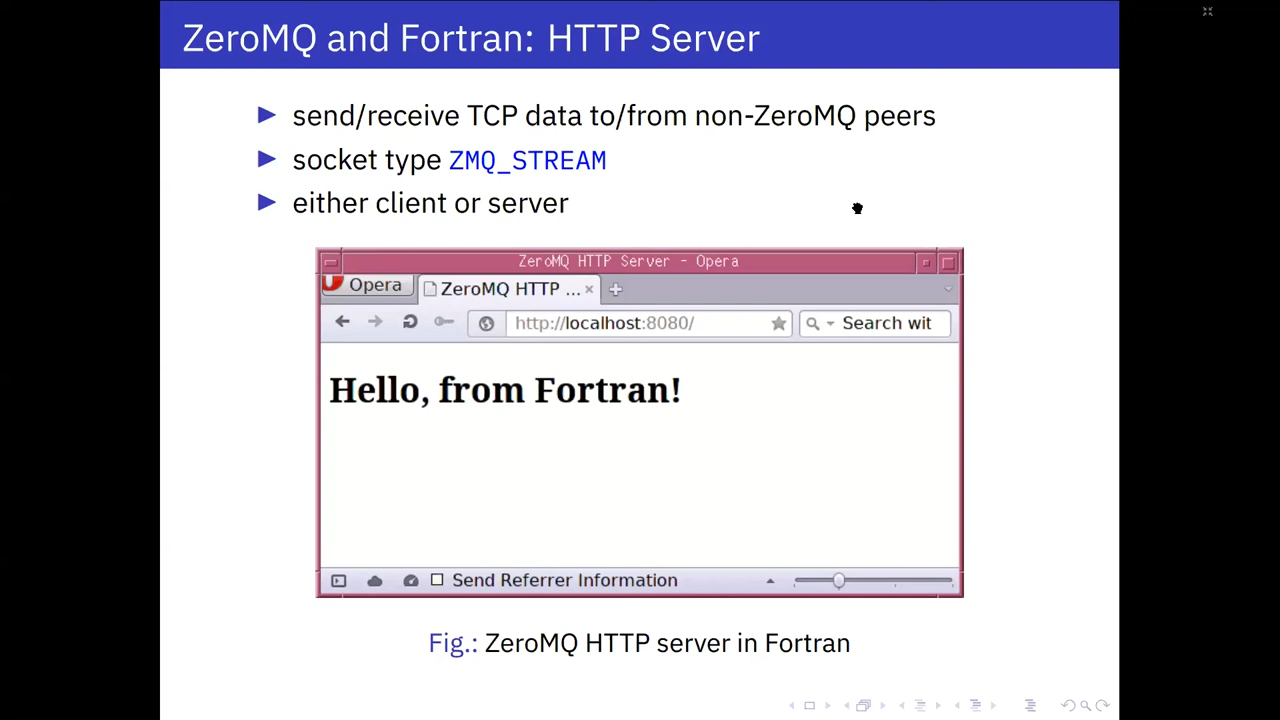 ZeroMQ and Fortran: HTTP Server
send/receive TCP data to/from non-ZeroMQ peers
socket type ZMQ_STREAM
either client or server
ZeroMQ HTTP Server - Opera
Opera
ZeroMQ HTTP ...
http://localhost:8080/
Search wit
Hello, from Fortran!
Send Referrer Information
Fig.: ZeroMQ HTTP server in Fortran